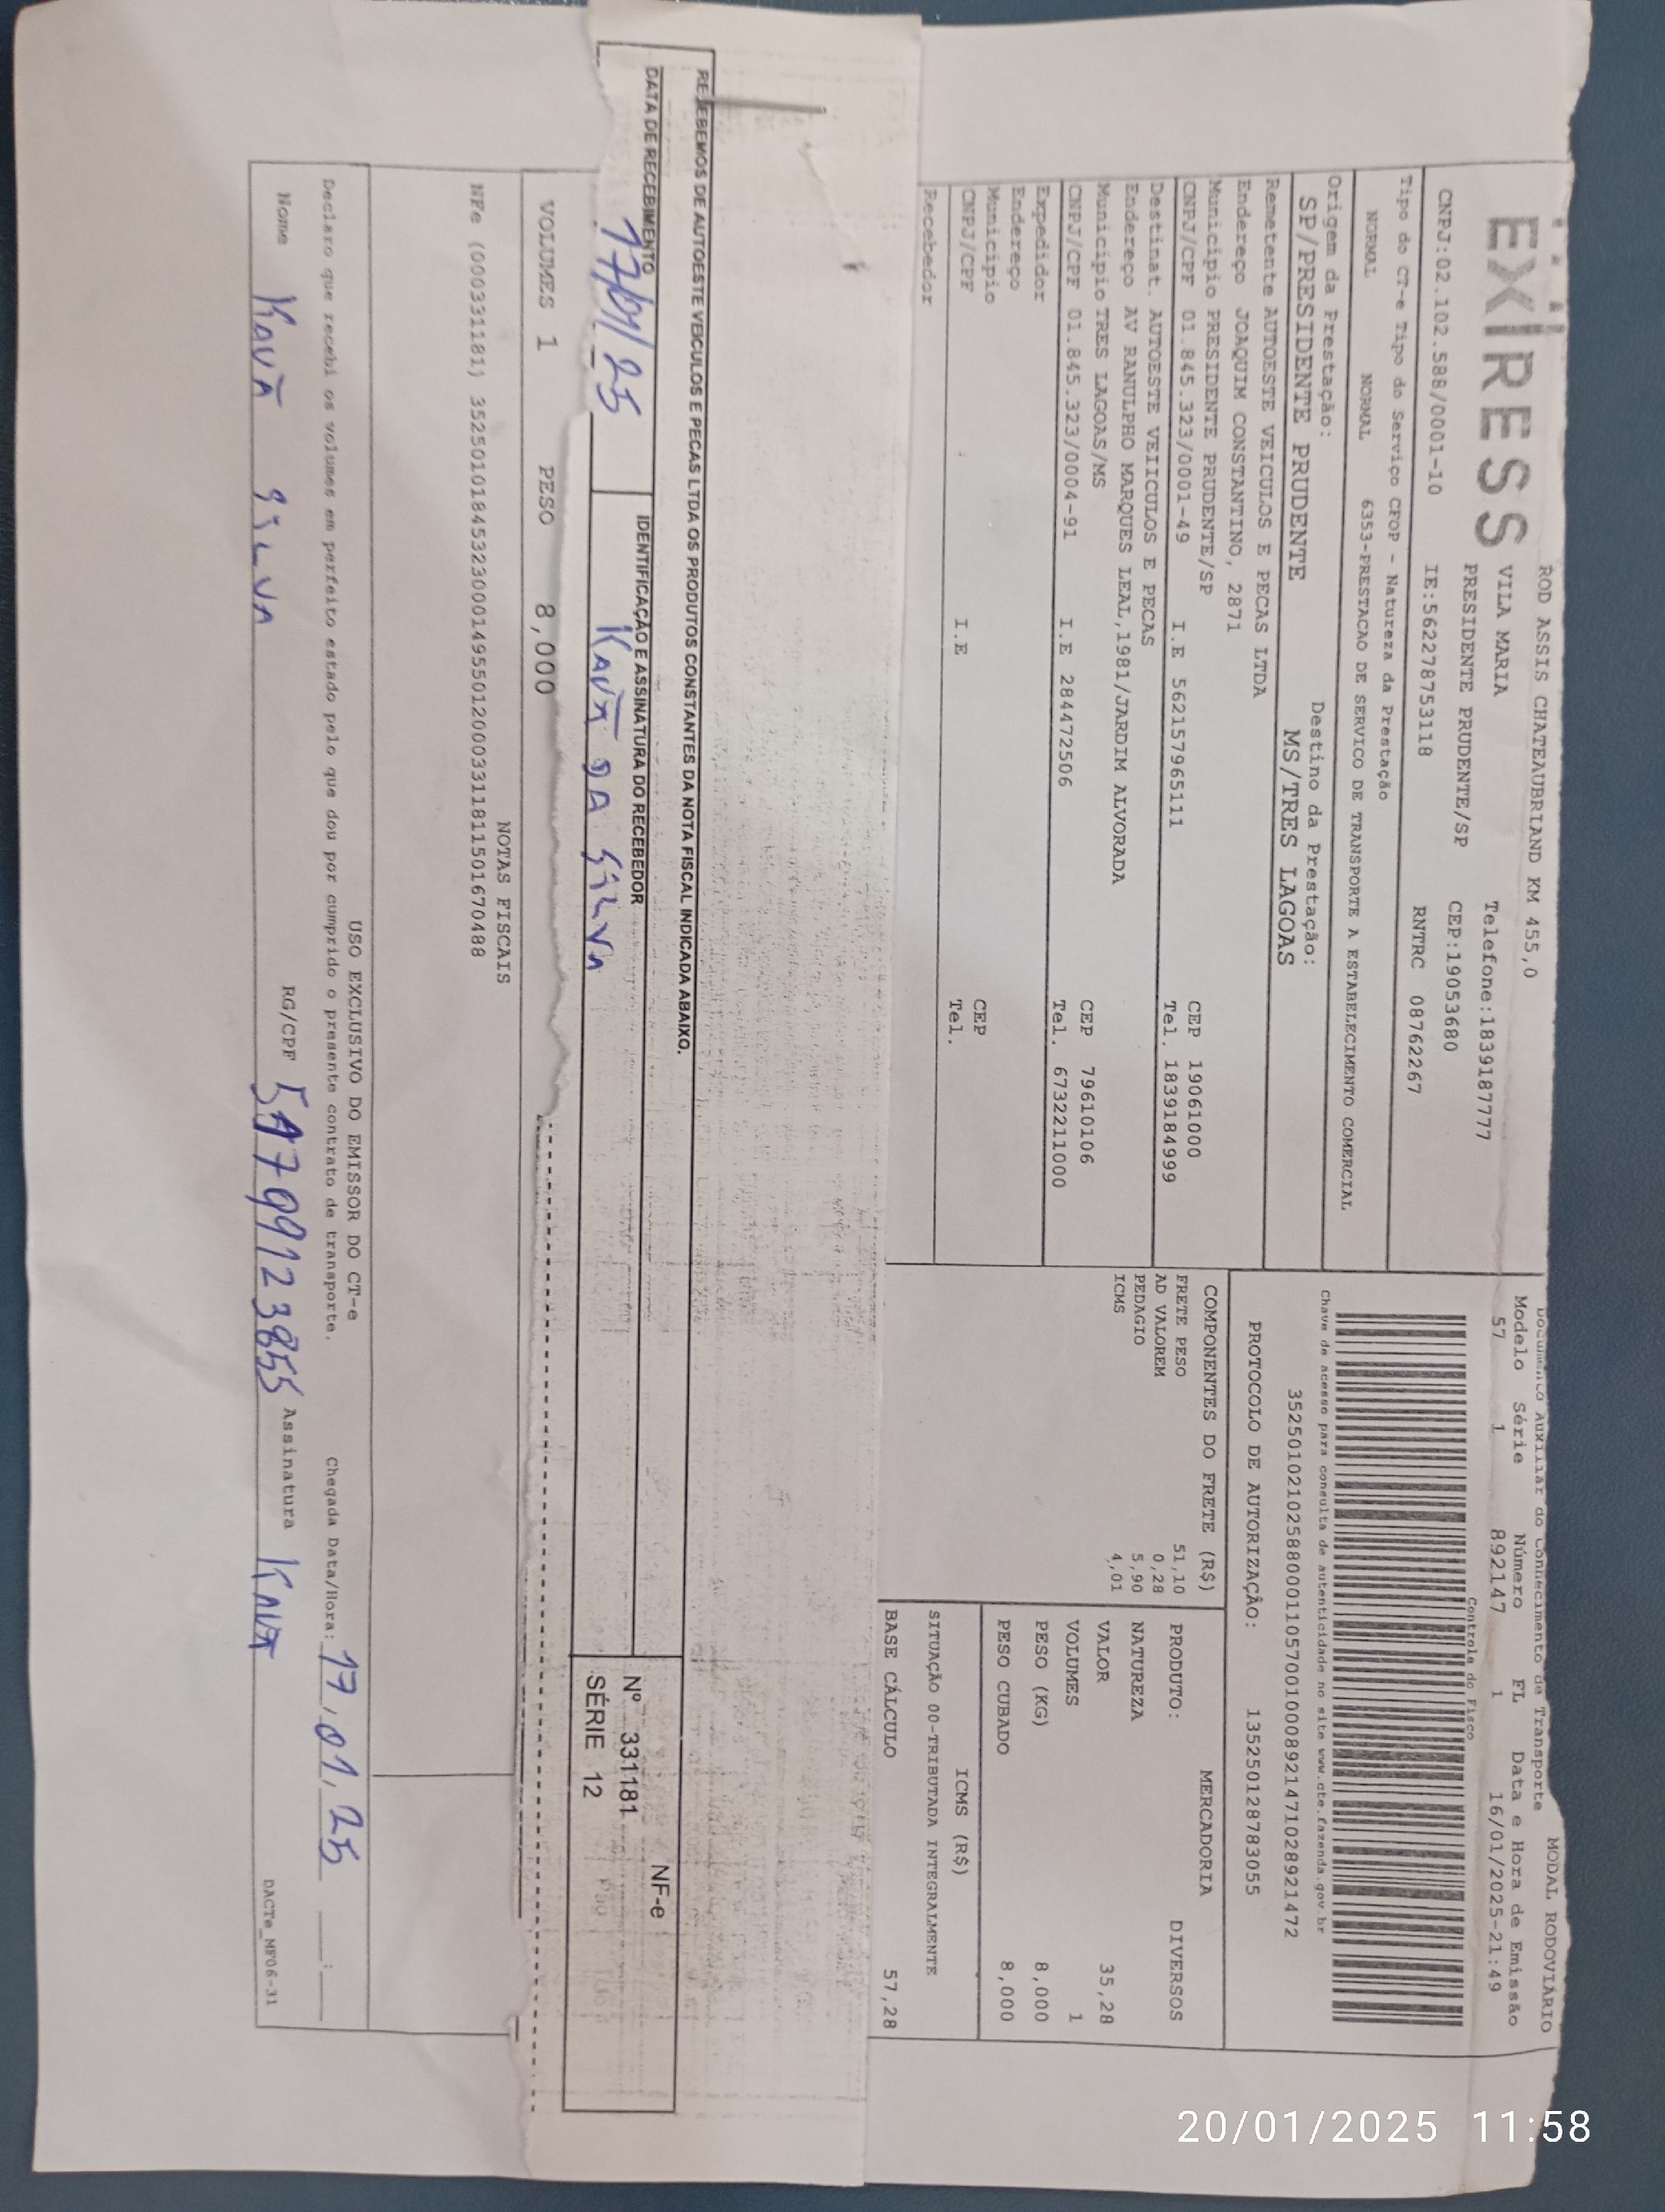 EXPRESS
ROD ASSIS CHATEAUBRIAND KM 455,0
VILA MARIA Telefone:1839187777
PRESIDENTE PRUDENTE/SP CEP:19053680
CNPJ:02.102.588/0001-10 IE:562278753118 RNTRC 08762267
Tipo do CT-e Tipo do Serviço CFOP - Natureza da Prestação
NORMAL NORMAL 6353-PRESTACAO DE SERVICO DE TRANSPORTE A ESTABELECIMENTO COMERCIAL
Origem da Prestação: Destino da Prestação:
SP/PRESIDENTE PRUDENTE MS/TRES LAGOAS
Remetente AUTOESTE VEICULOS E PECAS LTDA
Endereço JOAQUIM CONSTANTINO, 2871
Município PRESIDENTE PRUDENTE/SP CEP 19061000
CNPJ/CPF 01.845.323/0001-49 I.E 562157965111 Tel. 1839184999
Destinat. AUTOESTE VEIICULOS E PECAS
Endereço AV RANULPHO MARQUES LEAL,1981/JARDIM ALVORADA
Município TRES LAGOAS/MS CEP 79610106
CNPJ/CPF 01.845.323/0004-91 I.E 284472506 Tel. 6732211000
Expedidor
Endereço
Município CEP
CNPJ/CPF I.E Tel.
Recebedor
Documento Auxiliar do Conhecimento de Transporte MODAL RODOVIÁRIO
Modelo Série Número FL Data e Hora de Emissão
57 1 892147 1 16/01/2025-21:49
Controle do Fisco
Chave de acesso para consulta de autenticidade no site www.cte.fazenda.gov.br
35250102102588000110570010008921471028921472
PROTOCOLO DE AUTORIZAÇÃO: 135250128783055
COMPONENTES DO FRETE (R$)
FRETE PESO 51,10
AD VALOREM 0,28
PEDAGIO 5,90
ICMS 4,01
MERCADORIA
PRODUTO: DIVERSOS
NATUREZA
VALOR 35,28
VOLUMES 1
PESO (KG) 8,000
PESO CUBADO 8,000
ICMS (R$)
SITUAÇÃO 00-TRIBUTADA INTEGRALMENTE
BASE CÁLCULO 57,28
RECEBEMOS DE AUTOESTE VEICULOS E PECAS LTDA OS PRODUTOS CONSTANTES DA NOTA FISCAL INDICADA ABAIXO.
DATA DE RECEBIMENTO IDENTIFICAÇÃO E ASSINATURA DO RECEBEDOR
17/01/25 KAUÃ DA SILVA
NF-e
Nº 331181
SÉRIE 12
VOLUMES 1 PESO 8,000
NOTAS FISCAIS
NFe (000331181) 35250101845323000149550120003311811501670488
USO EXCLUSIVO DO EMISSOR DO CT-e
Declaro que recebi os volumes em perfeito estado pelo que dou por cumprido o presente contrato de transporte. Chegada Data/Hora: 17,01,25 ___:___
Nome KAUÃ SILVA RG/CPF Assinatura KAUÃ
DACTe_MF06-31
20/01/2025 11:58